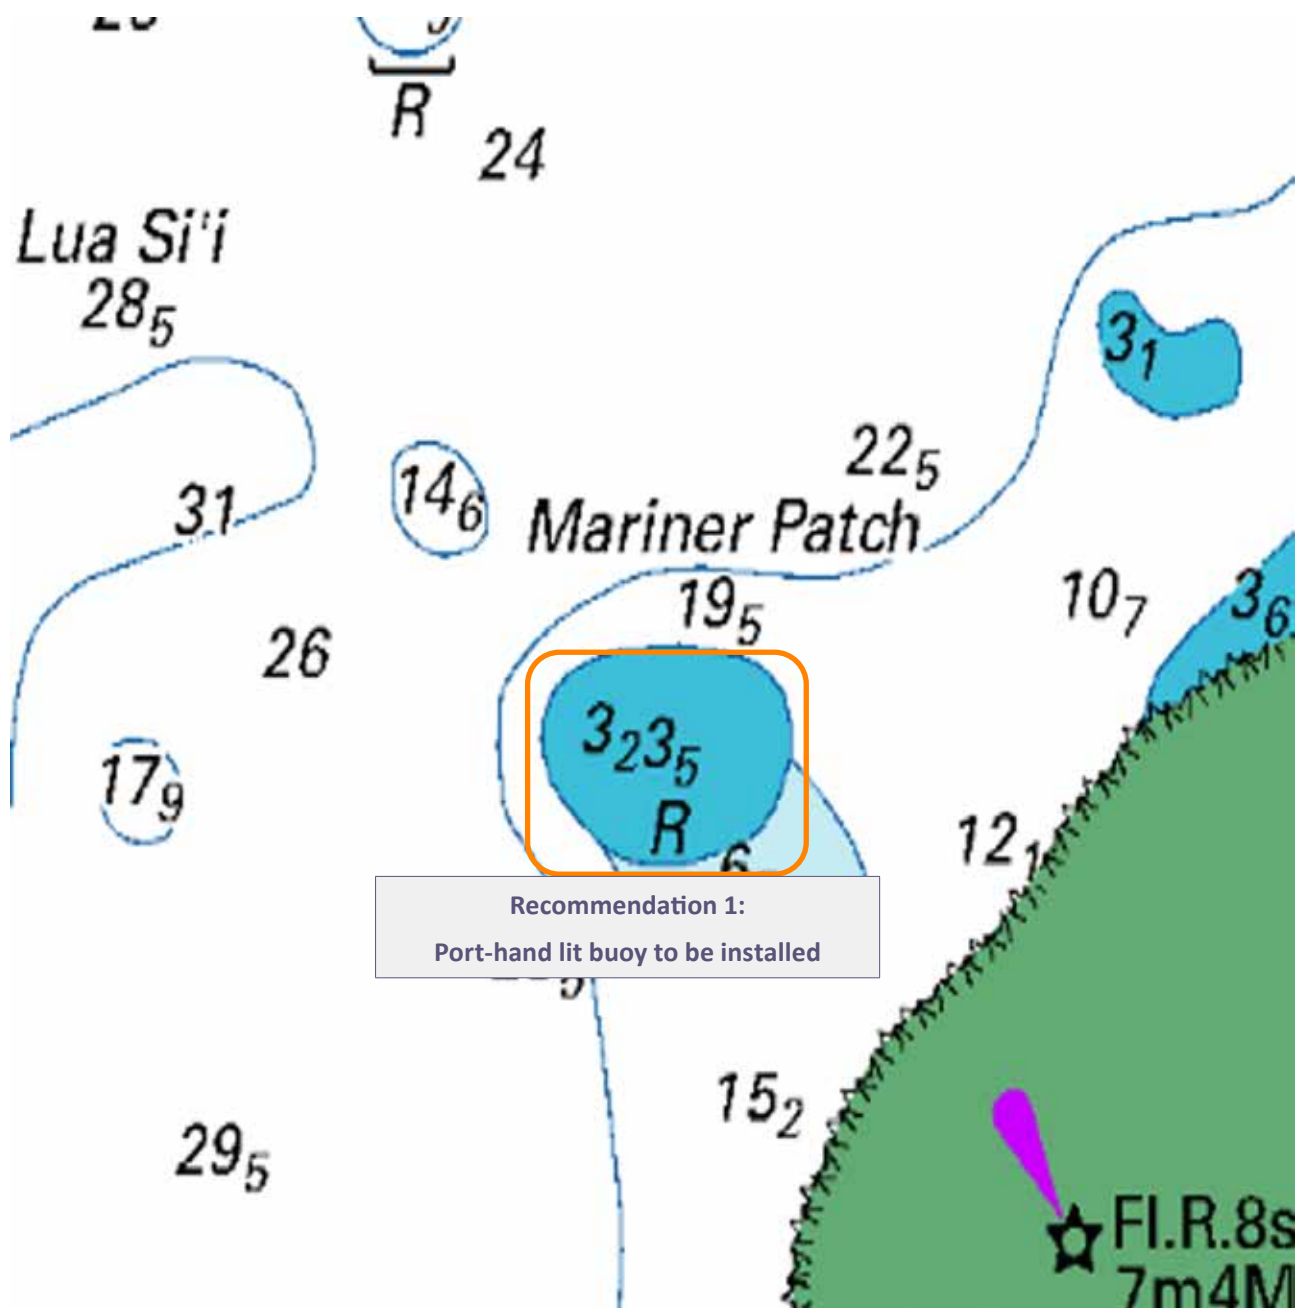 R
24
Lua Si'i
28₅
3₁
22₅
14₆
31
Mariner Patch
19₅
10₇
3₆
26
3₂3₅
17₉
R
12₁
6
Recommendation 1:
Port-hand lit buoy to be installed
15₂
29₅
Fl.R.8s
7m4M